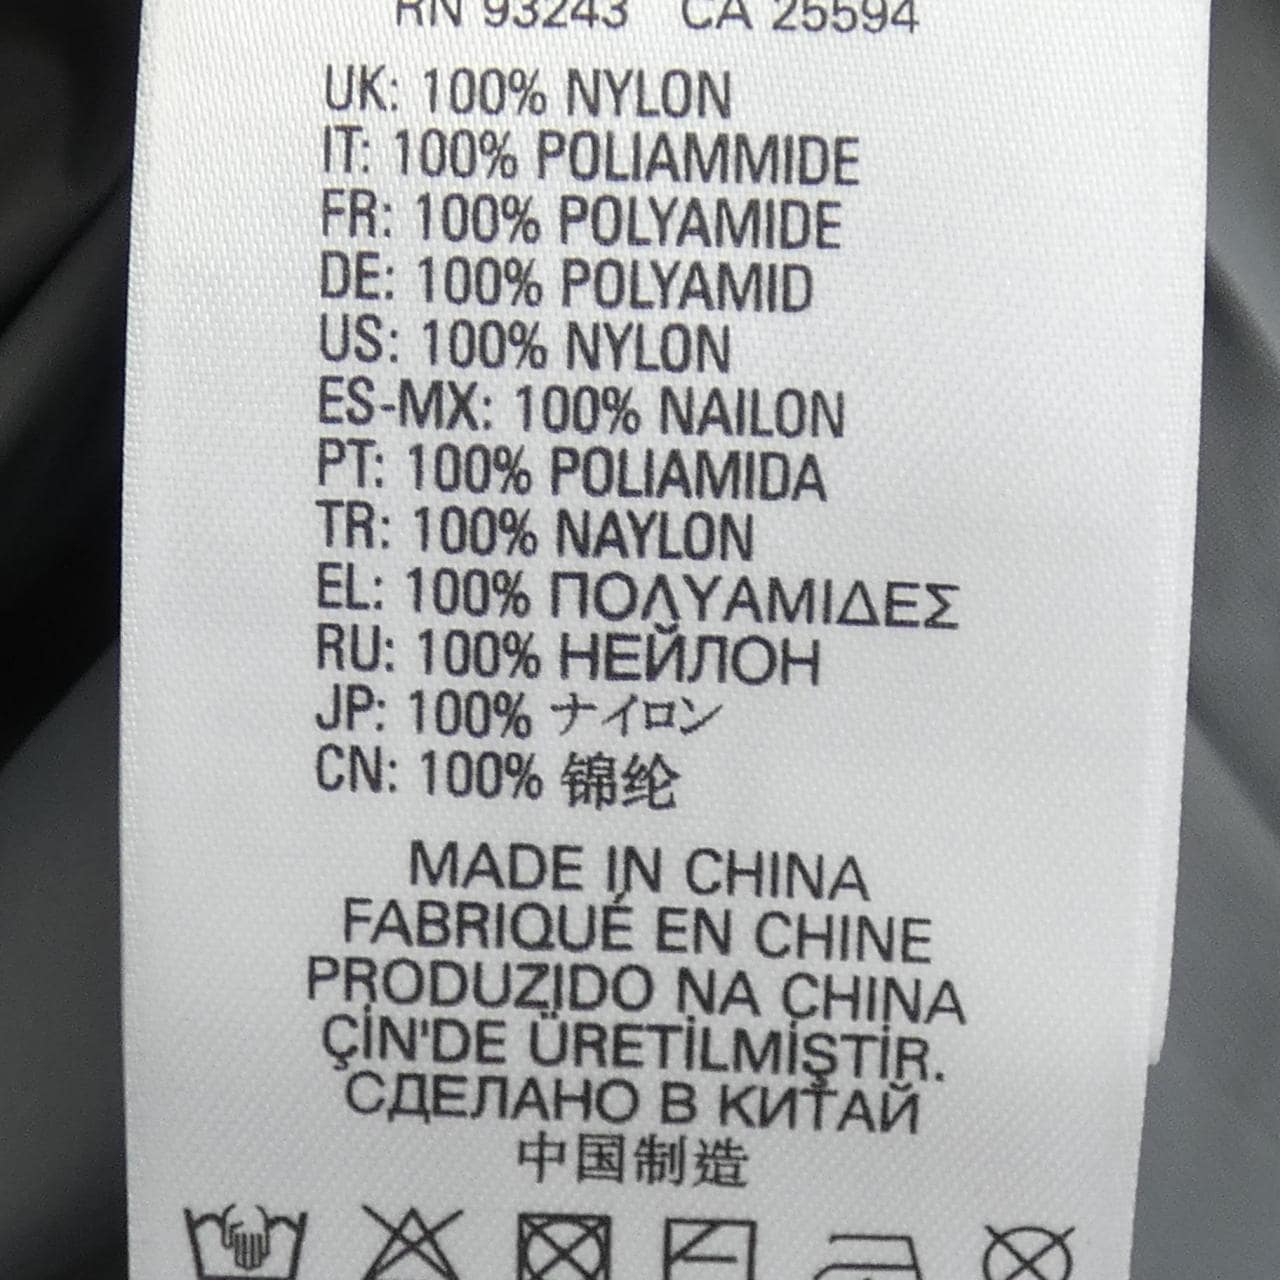 RN 93243 CA 25594
UK: 100% NYLON
IT: 100% POLIAMMIDE
FR: 100% POLYAMIDE
DE: 100% POLYAMID
US: 100% NYLON
ES-MX: 100% NAILON
PT: 100% POLIAMIDA
TR: 100% NAYLON
EL: 100% ΠΟΛΥΑΜΙΔΕΣ
RU: 100% НЕЙЛОН
JP: 100% ナイロン
CN: 100% 锦纶
MADE IN CHINA
FABRIQUÉ EN CHINE
PRODUZIDO NA CHINA
ÇİN'DE ÜRETİLMİŞTİR.
СДЕЛАНО В КИТАЙ
中国制造